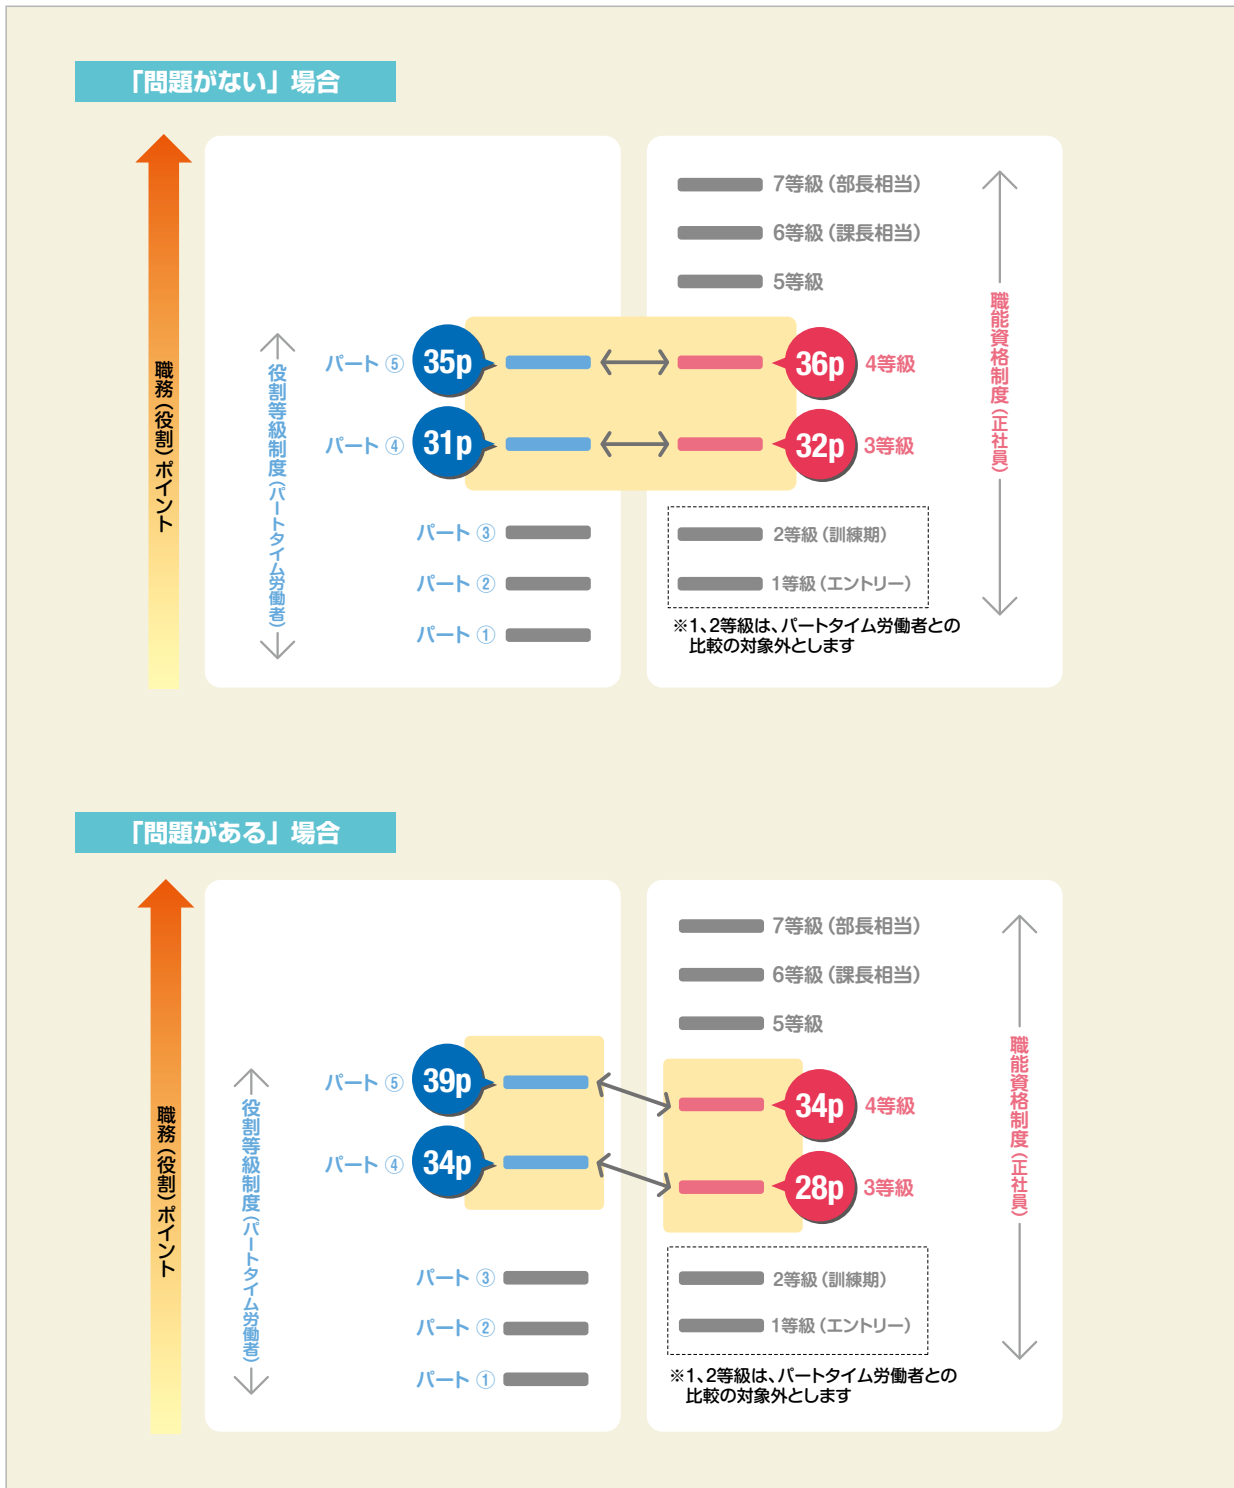 「問題がない」場合
職務（役割）ポイント
役割等級制度（パートタイム労働者）
パート ⑤
35p
パート ④
31p
パート ③
パート ②
パート ①
7等級（部長相当）
6等級（課長相当）
5等級
36p
4等級
32p
3等級
2等級（訓練期）
1等級（エントリー）
※1、2等級は、パートタイム労働者との
比較の対象外とします
職能資格制度（正社員）
「問題がある」場合
職務（役割）ポイント
役割等級制度（パートタイム労働者）
パート ⑤
39p
パート ④
34p
パート ③
パート ②
パート ①
7等級（部長相当）
6等級（課長相当）
5等級
34p
4等級
28p
3等級
2等級（訓練期）
1等級（エントリー）
※1、2等級は、パートタイム労働者との
比較の対象外とします
職能資格制度（正社員）